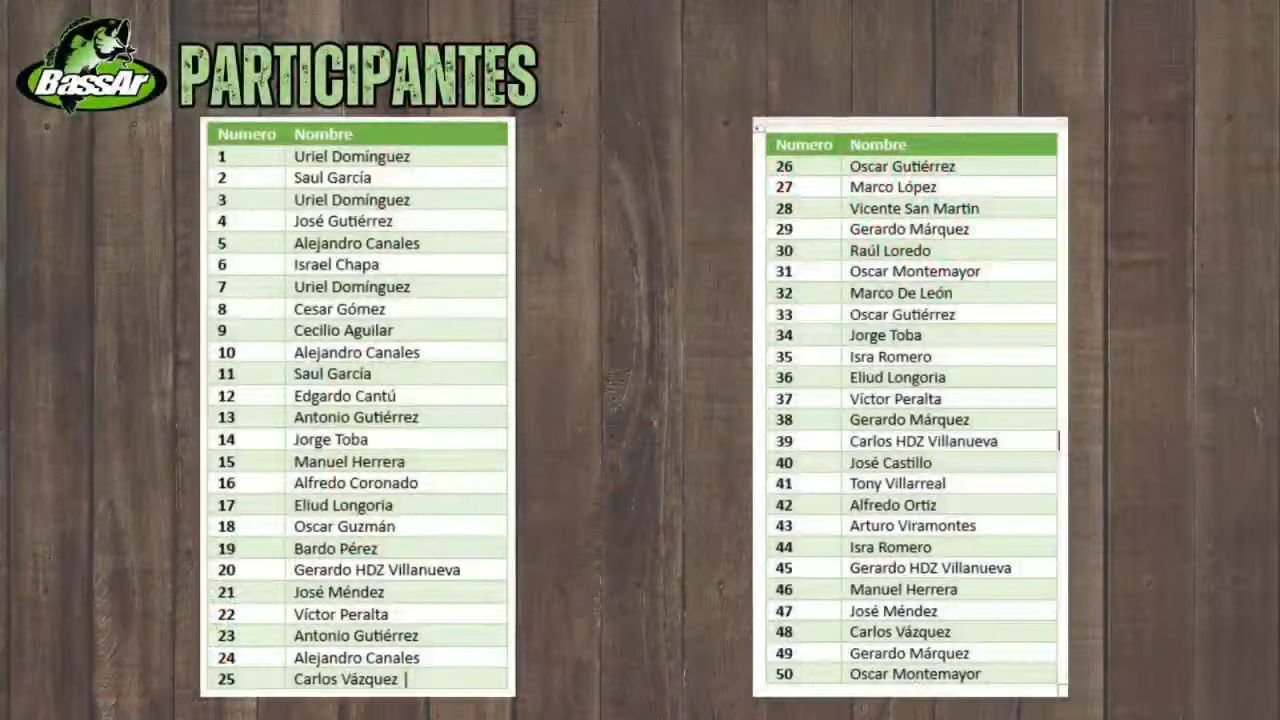 BassAr
PARTICIPANTES
Numero Nombre
1 Uriel Domínguez
2 Saul García
3 Uriel Domínguez
4 José Gutiérrez
5 Alejandro Canales
6 Israel Chapa
7 Uriel Domínguez
8 Cesar Gómez
9 Cecilio Aguilar
10 Alejandro Canales
11 Saul García
12 Edgardo Cantú
13 Antonio Gutiérrez
14 Jorge Toba
15 Manuel Herrera
16 Alfredo Coronado
17 Eliud Longoria
18 Oscar Guzmán
19 Bardo Pérez
20 Gerardo HDZ Villanueva
21 José Méndez
22 Víctor Peralta
23 Antonio Gutiérrez
24 Alejandro Canales
25 Carlos Vázquez
Numero Nombre
26 Oscar Gutiérrez
27 Marco López
28 Vicente San Martin
29 Gerardo Márquez
30 Raúl Loredo
31 Oscar Montemayor
32 Marco De León
33 Oscar Gutiérrez
34 Jorge Toba
35 Isra Romero
36 Eliud Longoria
37 Víctor Peralta
38 Gerardo Márquez
39 Carlos HDZ Villanueva
40 José Castillo
41 Tony Villarreal
42 Alfredo Ortiz
43 Arturo Viramontes
44 Isra Romero
45 Gerardo HDZ Villanueva
46 Manuel Herrera
47 José Méndez
48 Carlos Vázquez
49 Gerardo Márquez
50 Oscar Montemayor